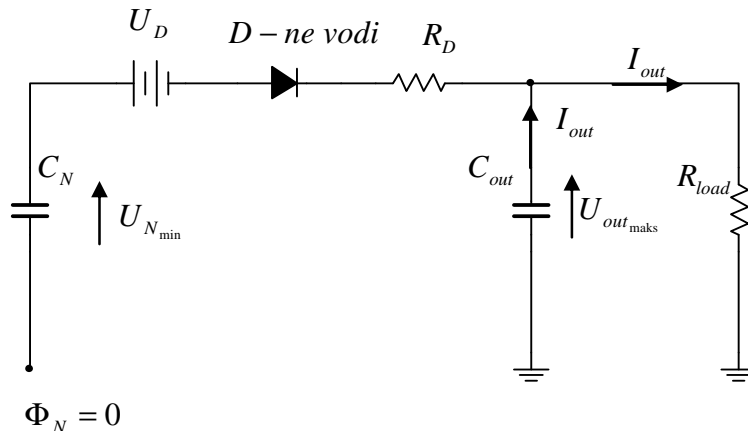 U_D
D – ne vodi
R_D
I_out
I_out
C_N
C_out
R_load
U_N_min
U_out_maks
Φ_N = 0